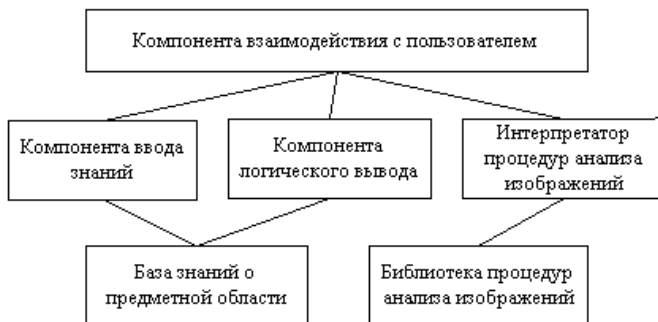 Компонента взаимодействия с пользователем
Компонента ввода
знаний
Компонента
логического вывода
Интерпретатор
процедур анализа
изображений
База знаний о
предметной области
Библиотека процедур
анализа изображений